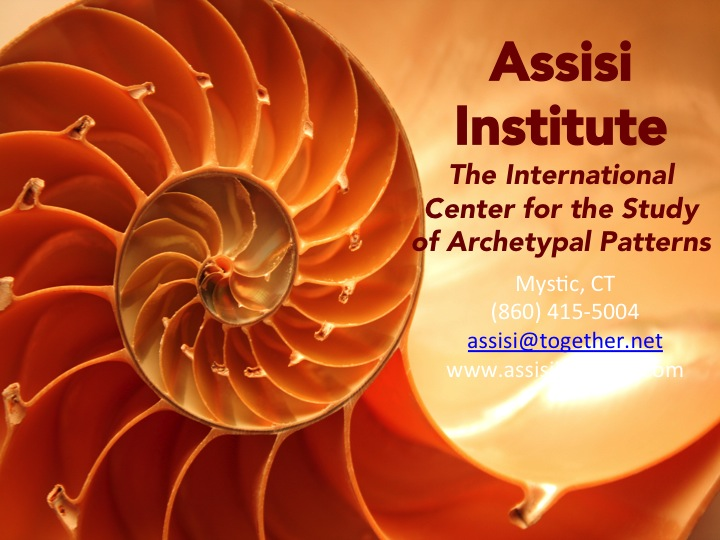 Assisi
Institute
The International
Center for the Study
of Archetypal Patterns
Mystic, CT
(860) 415-5004
assisi@together.net